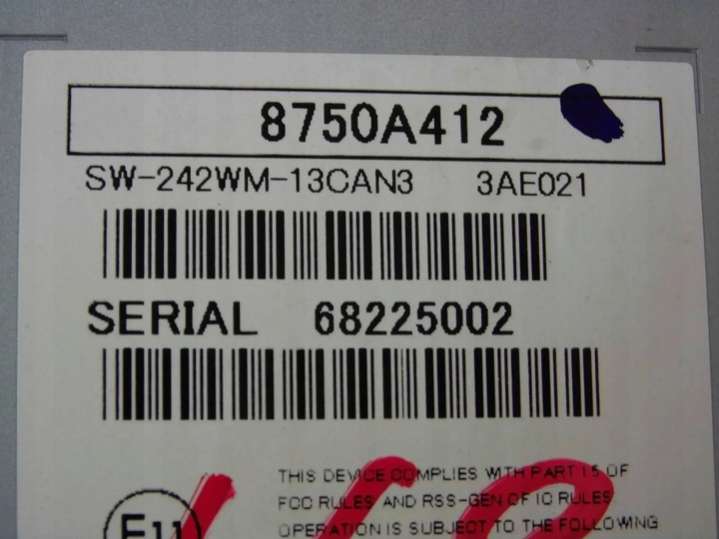 8750A412
SW-242WM-13CAN3 3AE021
SERIAL 68225002
THIS DEVICE COMPLIES WITH PART 15 OF
FCC RULES AND RSS-GEN OF IC RULES
OPERATION IS SUBJECT TO THE FOLLOWING
E11